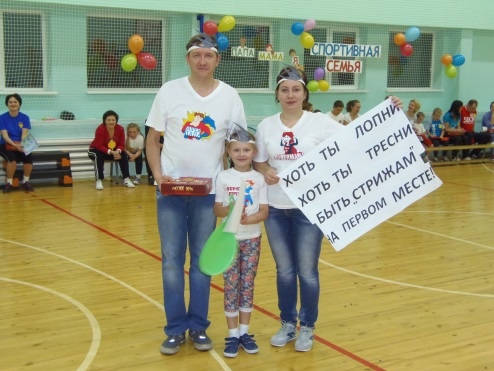 ПАПА МАМА Я
СПОРТИВНАЯ
СЕМЬЯ
ХОТЬ ТЫ ЛОПНИ
ХОТЬ ТЫ ТРЕСНИ
БЫТЬ „СТРИЖАМ"
НА ПЕРВОМ МЕСТЕ!